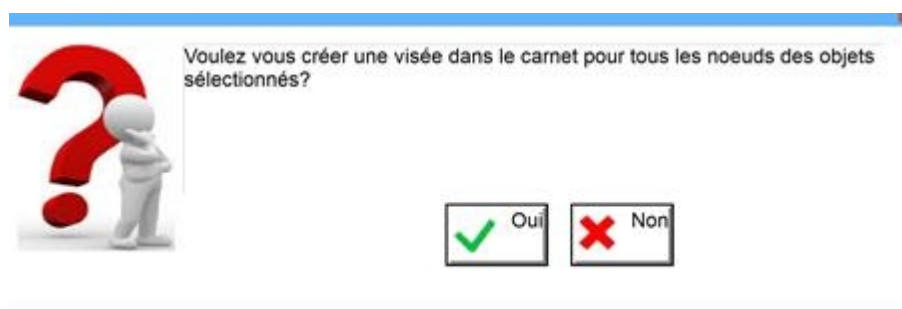 Voulez vous créer une visée dans le carnet pour tous les noeuds des objets
sélectionnés?
Oui
Non